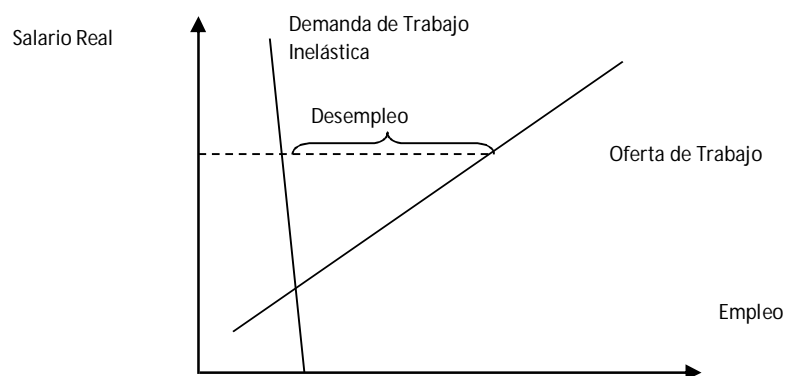 Salario Real
Demanda de Trabajo
Inelástica
Desempleo
Oferta de Trabajo
Empleo